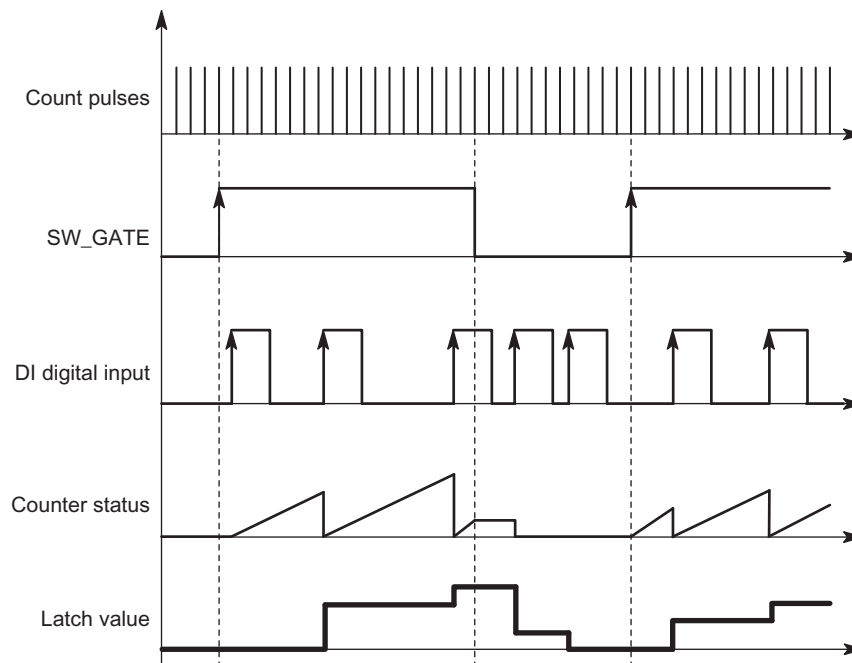 Count pulses
SW_GATE
DI digital input
Counter status
Latch value